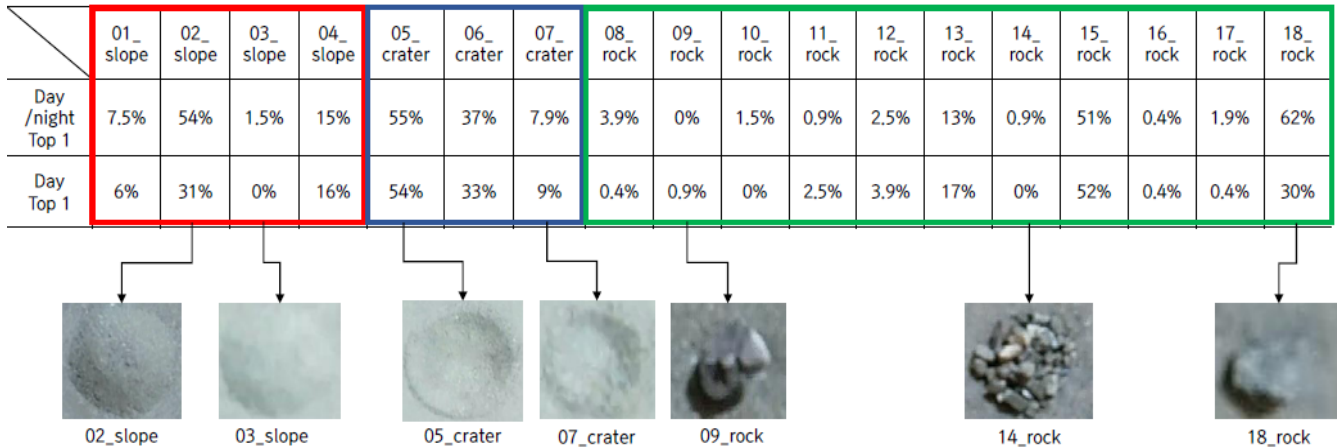 01_ slope 02_ slope 03_ slope 04_ slope 05_ crater 06_ crater 07_ crater 08_ rock 09_ rock 10_ rock 11_ rock 12_ rock 13_ rock 14_ rock 15_ rock 16_ rock 17_ rock 18_ rock
Day /night Top 1 7.5% 54% 1.5% 15% 55% 37% 7.9% 3.9% 0% 1.5% 0.9% 2.5% 13% 0.9% 51% 0.4% 1.9% 62%
Day Top 1 6% 31% 0% 16% 54% 33% 9% 0.4% 0.9% 0% 2.5% 3.9% 17% 0% 52% 0.4% 0.4% 30%
02_slope 03_slope 05_crater 07_crater 09_rock 14_rock 18_rock